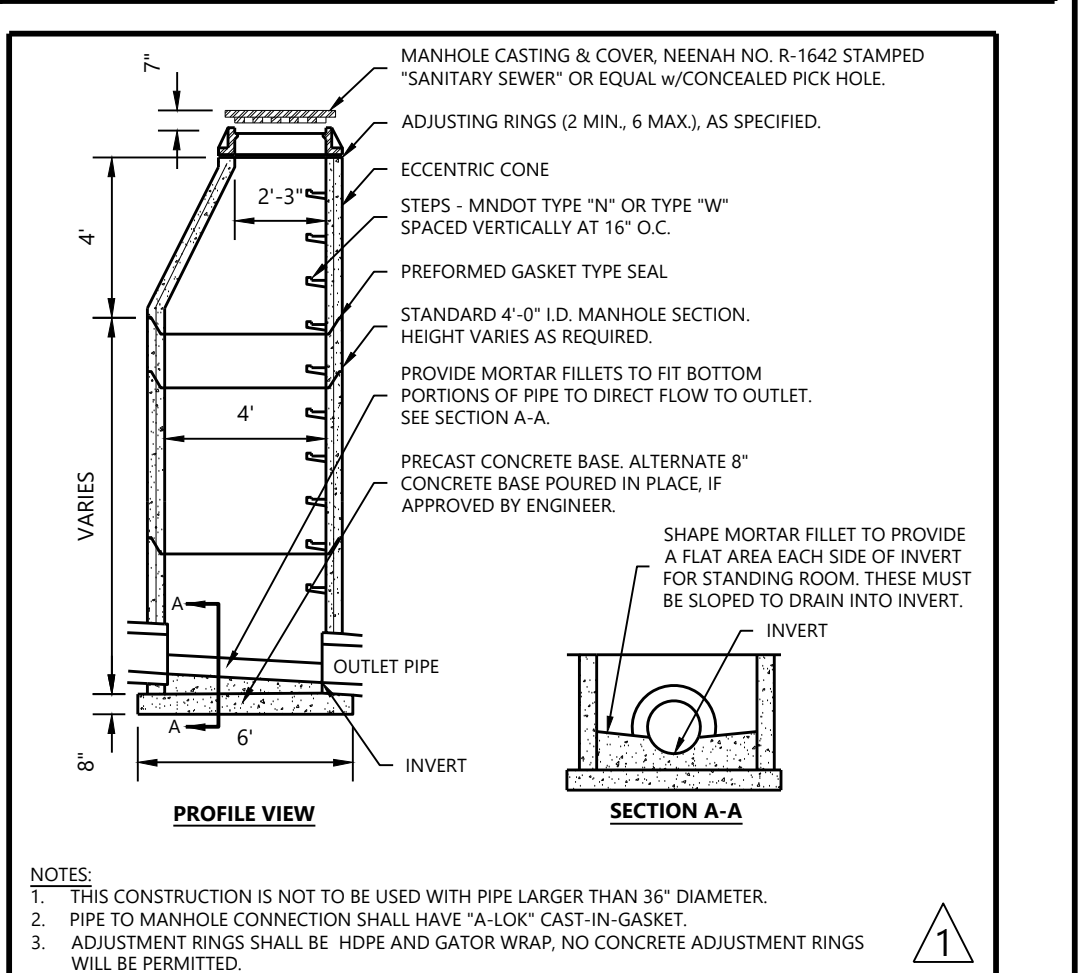 7"
MANHOLE CASTING & COVER, NEENAH NO. R-1642 STAMPED
"SANITARY SEWER" OR EQUAL w/CONCEALED PICK HOLE.
ADJUSTING RINGS (2 MIN., 6 MAX.), AS SPECIFIED.
ECCENTRIC CONE
2'-3"
STEPS - MNDOT TYPE "N" OR TYPE "W"
SPACED VERTICALLY AT 16" O.C.
4'
PREFORMED GASKET TYPE SEAL
STANDARD 4'-0" I.D. MANHOLE SECTION.
HEIGHT VARIES AS REQUIRED.
PROVIDE MORTAR FILLETS TO FIT BOTTOM
PORTIONS OF PIPE TO DIRECT FLOW TO OUTLET.
SEE SECTION A-A.
4'
PRECAST CONCRETE BASE. ALTERNATE 8"
CONCRETE BASE POURED IN PLACE, IF
APPROVED BY ENGINEER.
VARIES
SHAPE MORTAR FILLET TO PROVIDE
A FLAT AREA EACH SIDE OF INVERT
FOR STANDING ROOM. THESE MUST
BE SLOPED TO DRAIN INTO INVERT.
A
INVERT
OUTLET PIPE
A
6'
8"
INVERT
PROFILE VIEW
SECTION A-A
NOTES:
1. THIS CONSTRUCTION IS NOT TO BE USED WITH PIPE LARGER THAN 36" DIAMETER.
2. PIPE TO MANHOLE CONNECTION SHALL HAVE "A-LOK" CAST-IN-GASKET.
3. ADJUSTMENT RINGS SHALL BE HDPE AND GATOR WRAP, NO CONCRETE ADJUSTMENT RINGS
WILL BE PERMITTED.
1